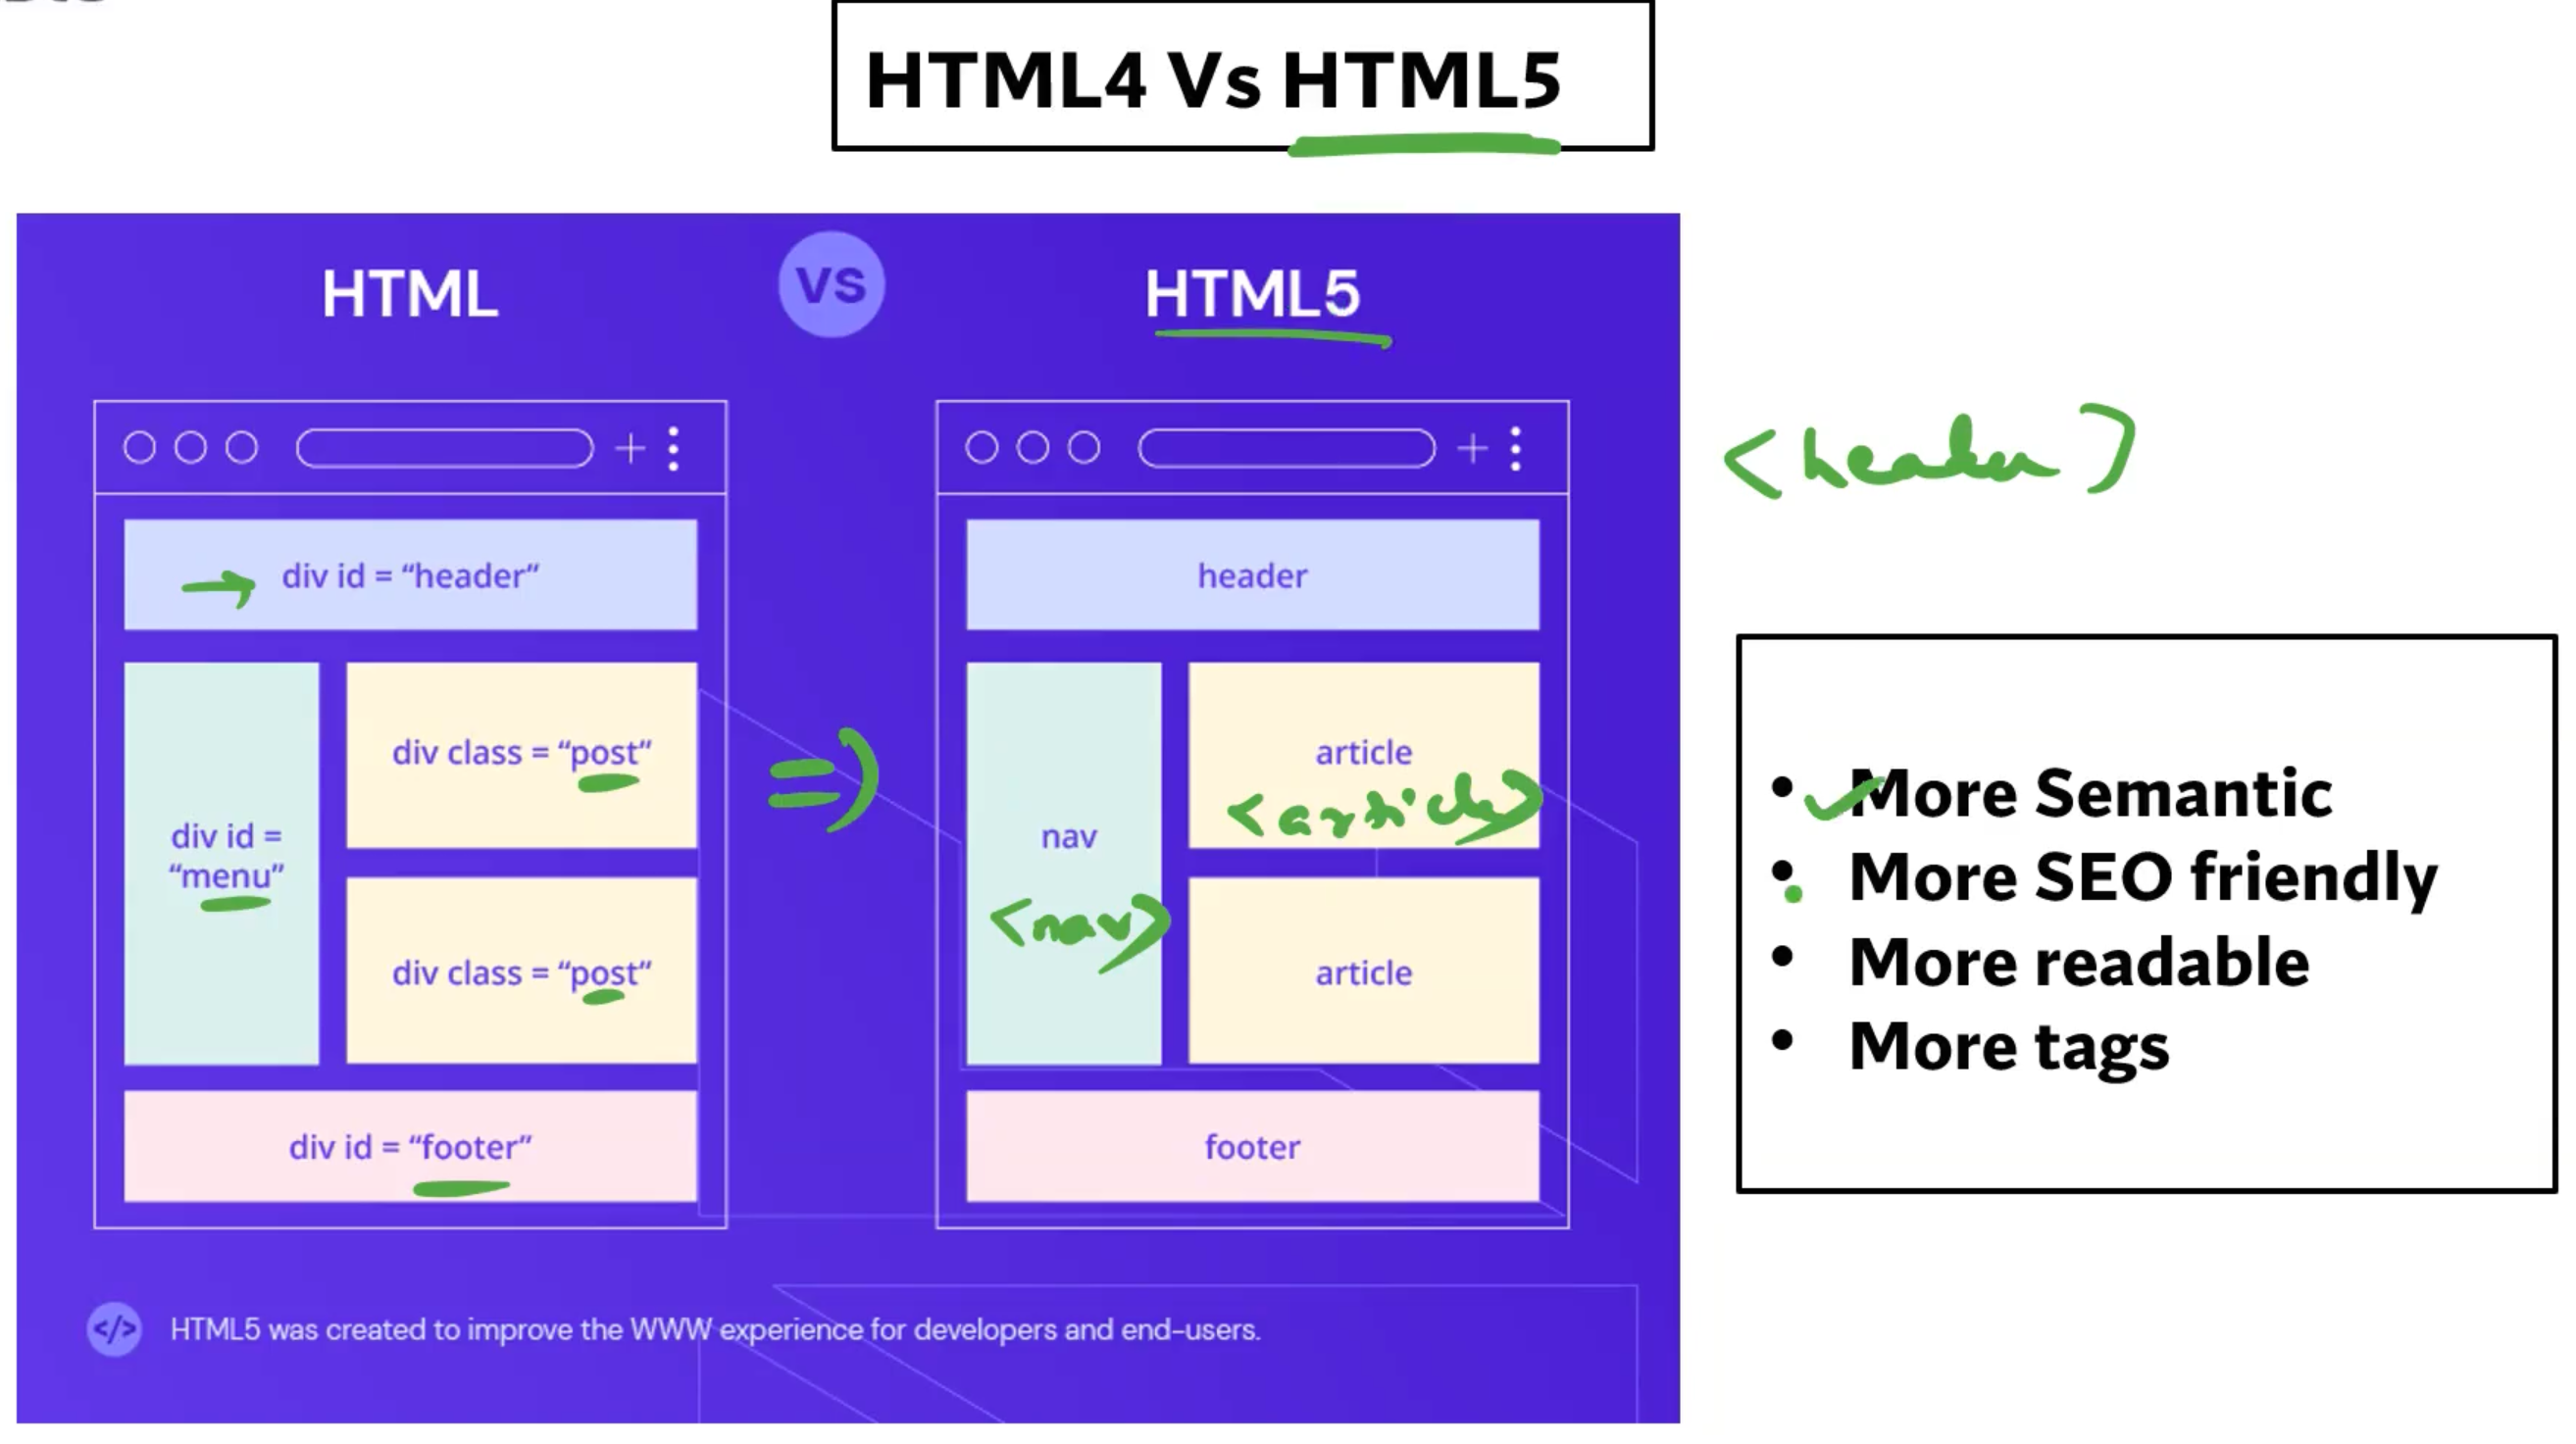 HTML4 Vs HTML5
HTML VS HTML5
<header>
div id = “header”
header
div class = “post”
article
<article>
div id =
“menu”
nav
<nav>
div class = “post”
article
div id = “footer”
footer
</> HTML5 was created to improve the WWW experience for developers and end-users.
• More Semantic
• More SEO friendly
• More readable
• More tags